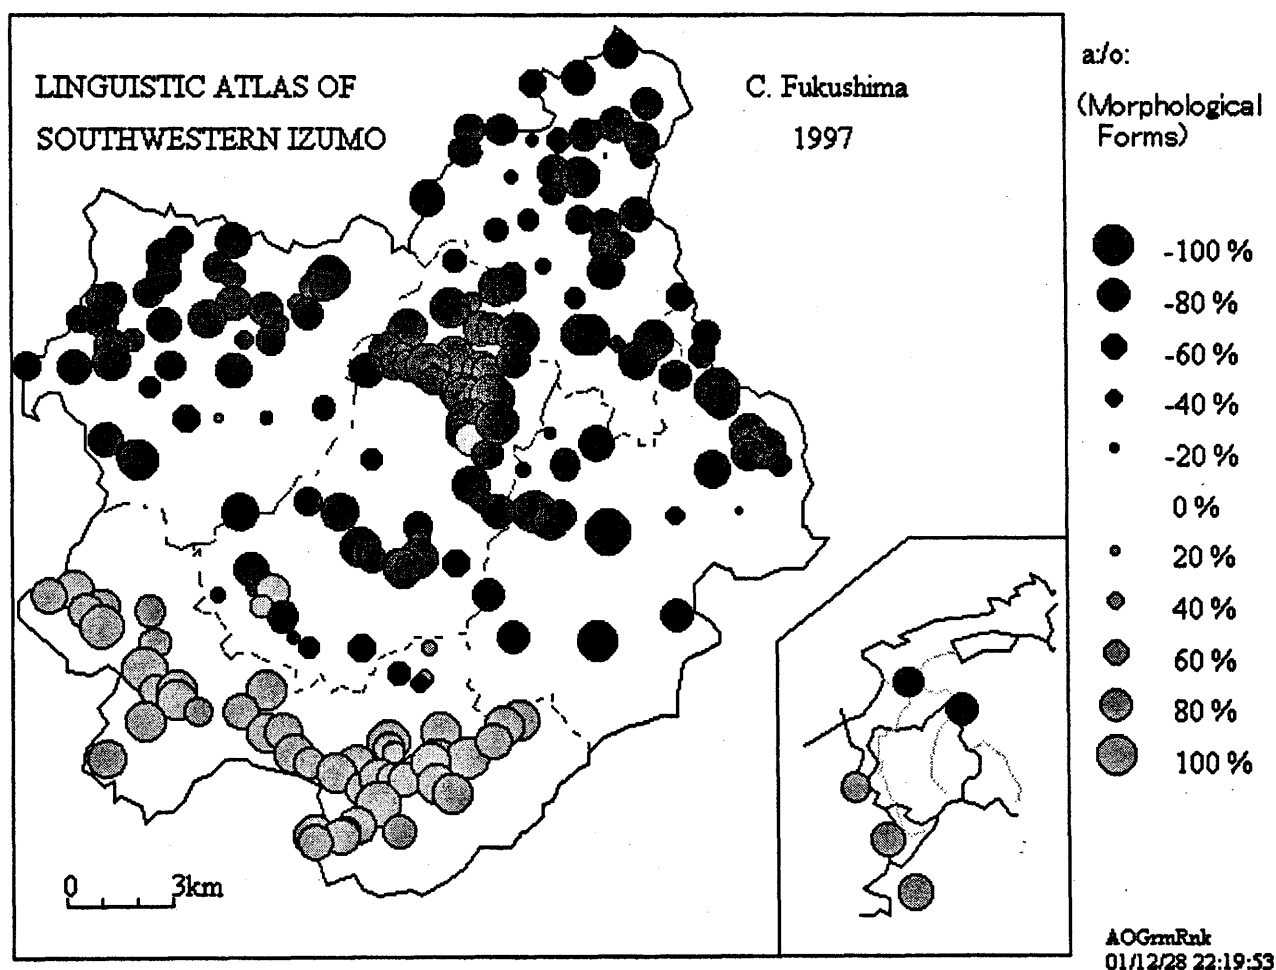 LINGUISTIC ATLAS OF
SOUTHWESTERN IZUMO
C. Fukushima
1997
a:/o:
(Morphological
Forms)
-100 %
-80 %
-60 %
-40 %
-20 %
0 %
20 %
40 %
60 %
80 %
100 %
0 3km
AOGrmRnk
01/12/28 22:19:53